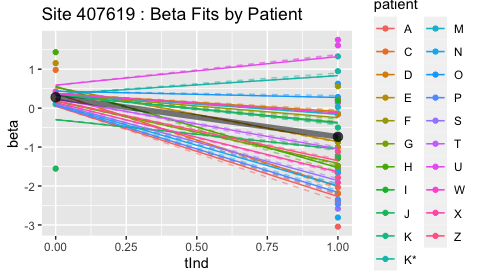 Site 407619 : Beta Fits by Patient
beta
1
0
-1
-2
-3
0.00
0.25
0.50
0.75
1.00
tInd
patient
A
C
D
E
F
G
H
I
J
K
K*
M
N
O
P
S
T
U
W
X
Z